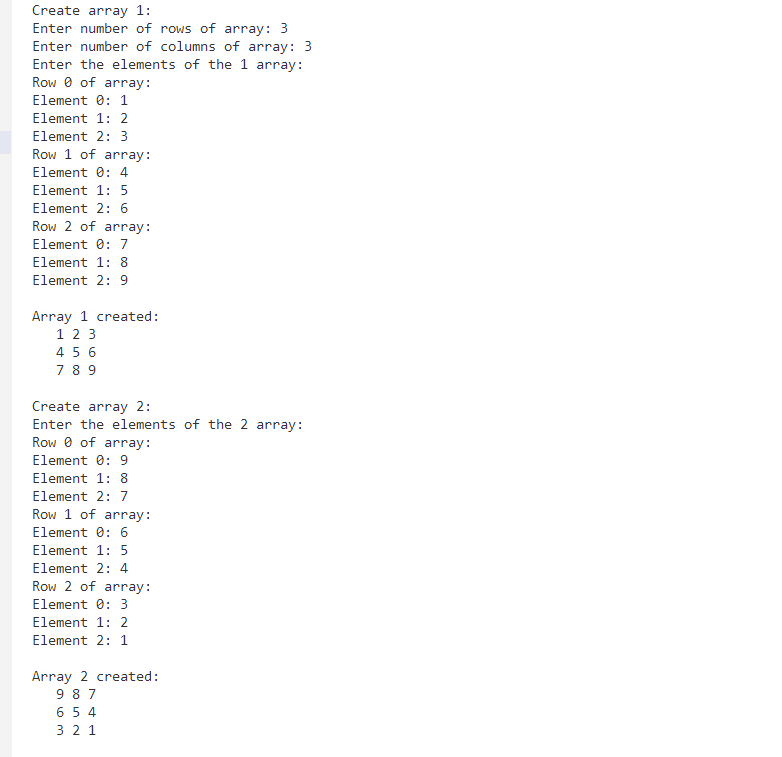 Create array 1:
Enter number of rows of array: 3
Enter number of columns of array: 3
Enter the elements of the 1 array:
Row 0 of array:
Element 0: 1
Element 1: 2
Element 2: 3
Row 1 of array:
Element 0: 4
Element 1: 5
Element 2: 6
Row 2 of array:
Element 0: 7
Element 1: 8
Element 2: 9
Array 1 created:
1 2 3
4 5 6
7 8 9
Create array 2:
Enter the elements of the 2 array:
Row 0 of array:
Element 0: 9
Element 1: 8
Element 2: 7
Row 1 of array:
Element 0: 6
Element 1: 5
Element 2: 4
Row 2 of array:
Element 0: 3
Element 1: 2
Element 2: 1
Array 2 created:
9 8 7
6 5 4
3 2 1